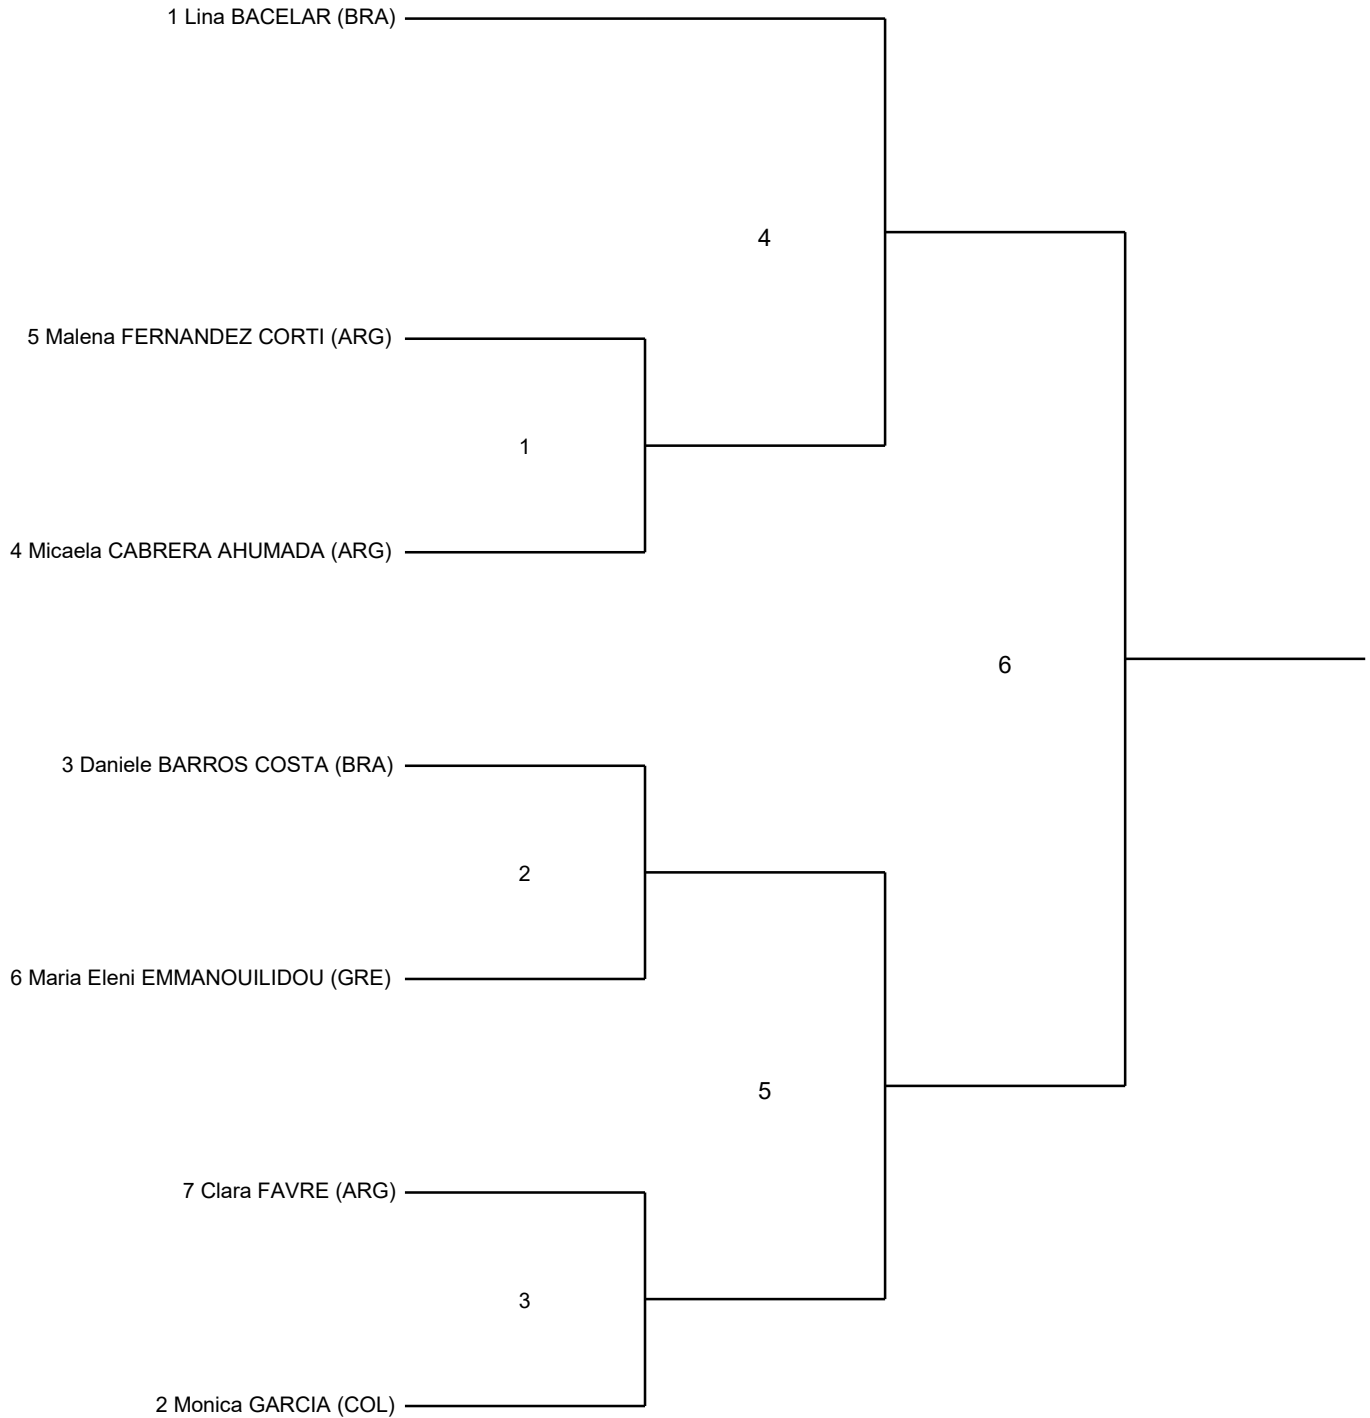 1 Lina BACELAR (BRA)
4
5 Malena FERNANDEZ CORTI (ARG)
1
4 Micaela CABRERA AHUMADA (ARG)
6
3 Daniele BARROS COSTA (BRA)
2
6 Maria Eleni EMMANOUILIDOU (GRE)
5
7 Clara FAVRE (ARG)
3
2 Monica GARCIA (COL)